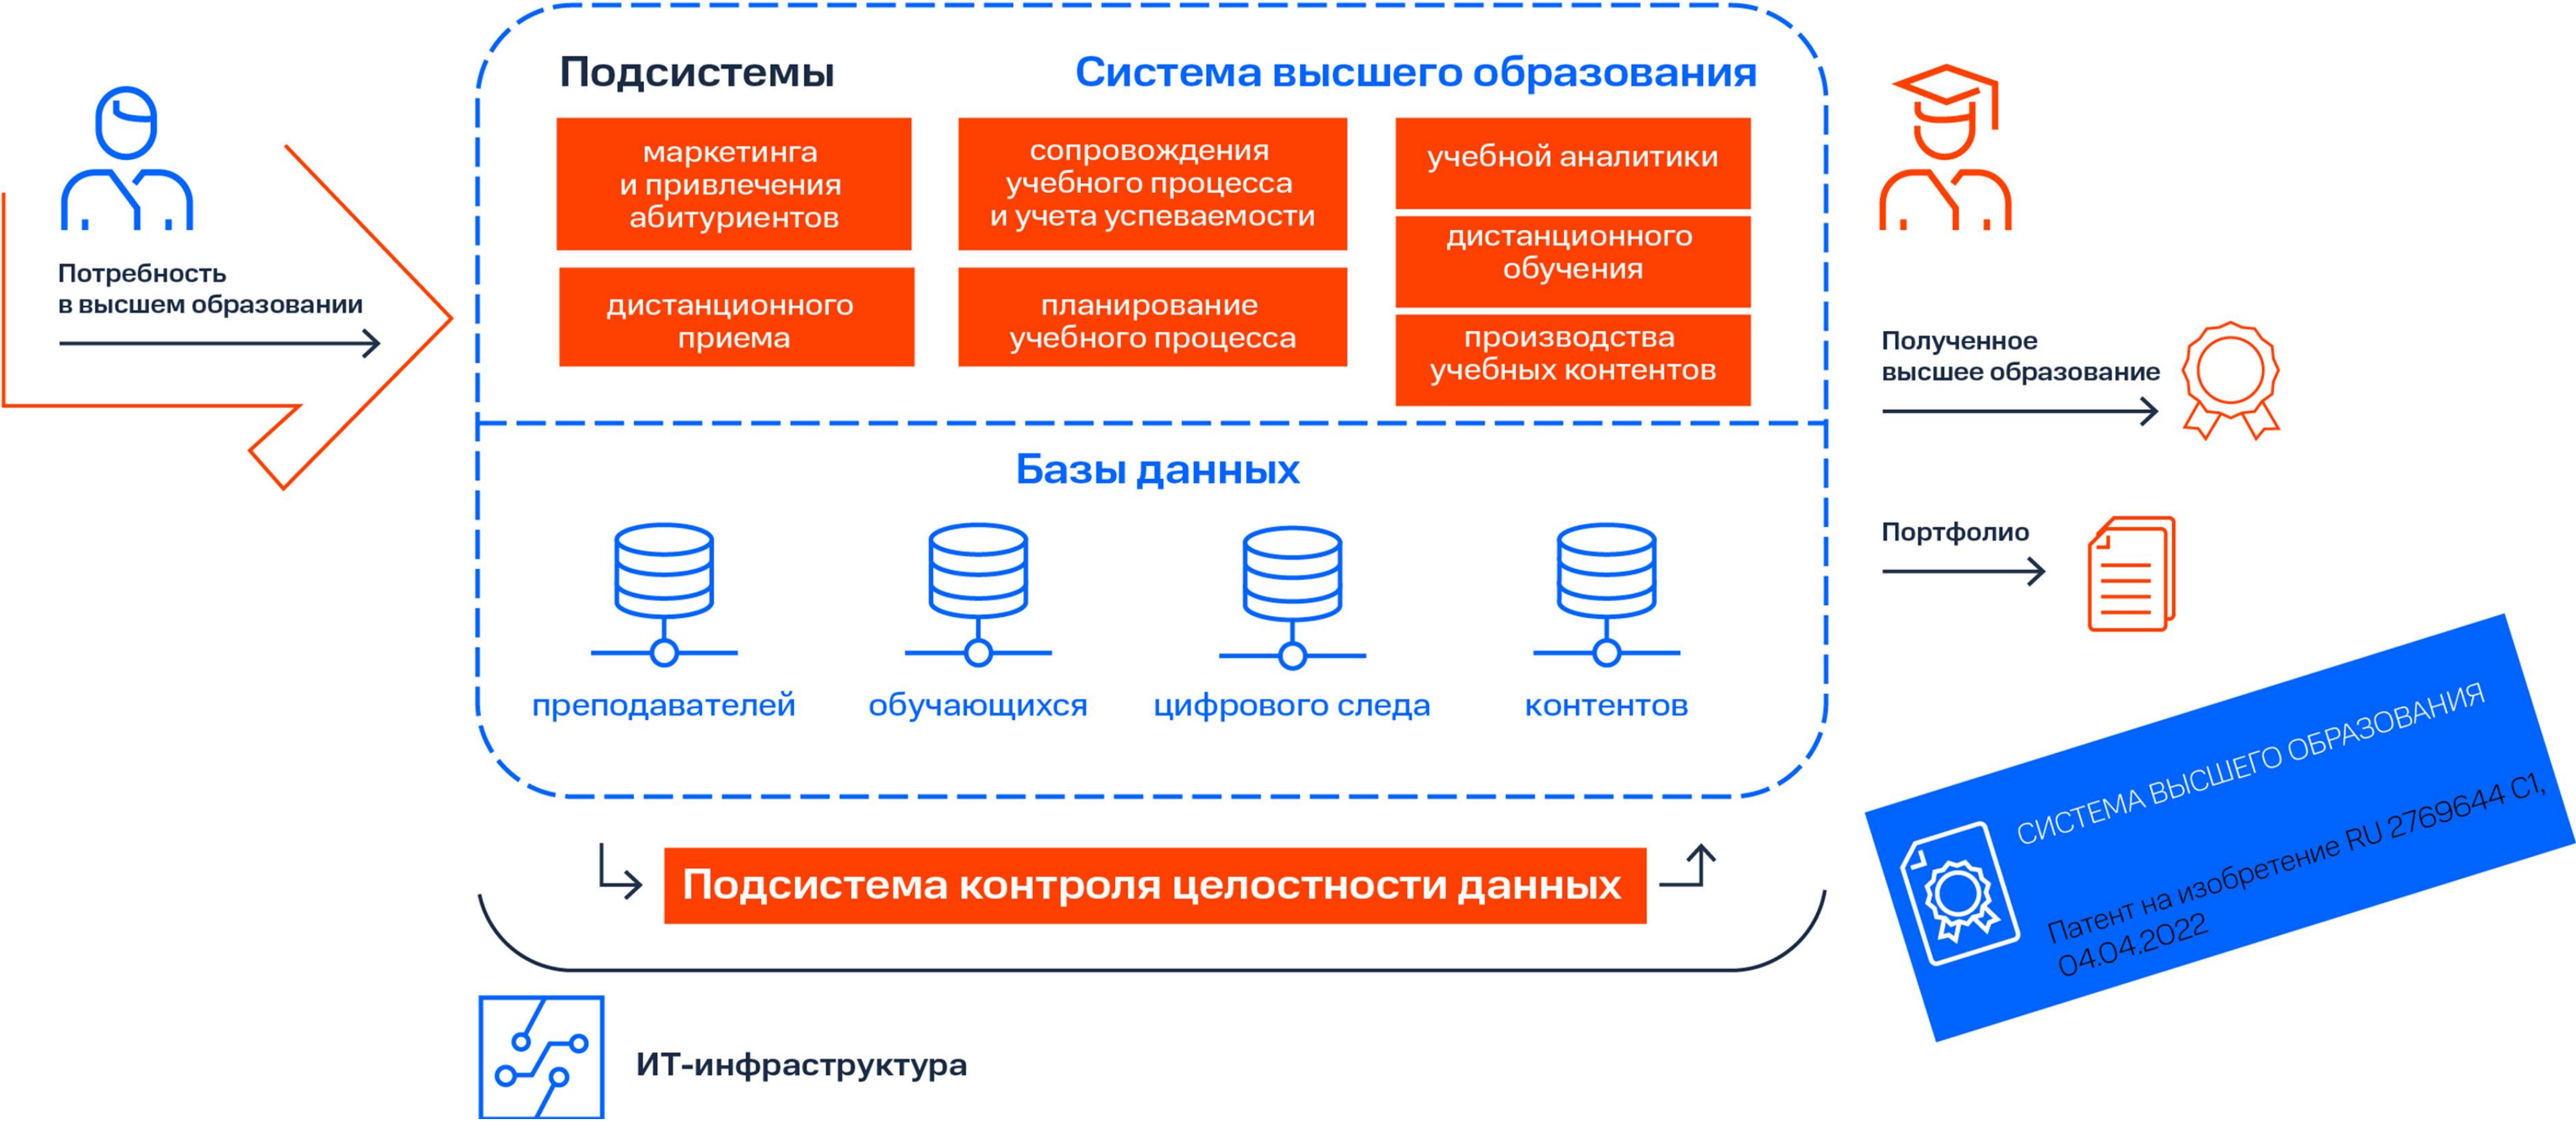 Подсистемы
Система высшего образования
маркетинга
и привлечения
абитуриентов
сопровождения
учебного процесса
и учета успеваемости
учебной аналитики
дистанционного
обучения
дистанционного
приема
планирование
учебного процесса
производства
учебных контентов
Потребность
в высшем образовании
Базы данных
преподавателей
обучающихся
цифрового следа
контентов
Полученное
высшее образование
Портфолио
СИСТЕМА ВЫСШЕГО ОБРАЗОВАНИЯ
Патент на изобретение RU 2769644 C1,
04.04.2022
Подсистема контроля целостности данных
ИТ-инфраструктура